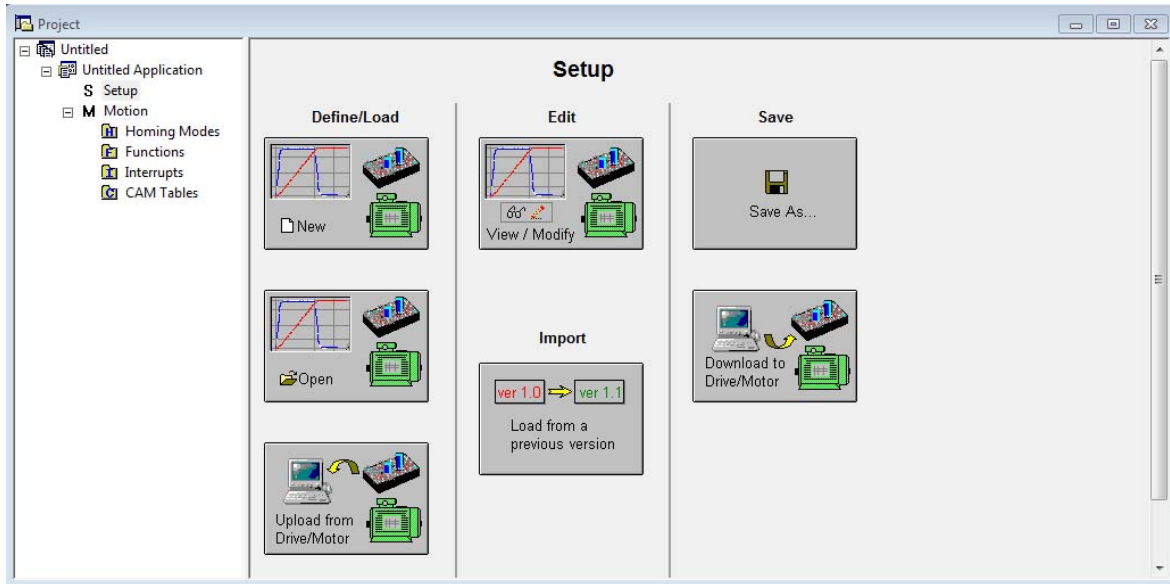 Project
Untitled
Untitled Application
S Setup
M Motion
H Homing Modes
F Functions
I Interrupts
C CAM Tables
Setup
Define/Load
New
Open
Upload from
Drive/Motor
Edit
View / Modify
Import
ver 1.0 ver 1.1
Load from a
previous version
Save
Save As...
Download to
Drive/Motor